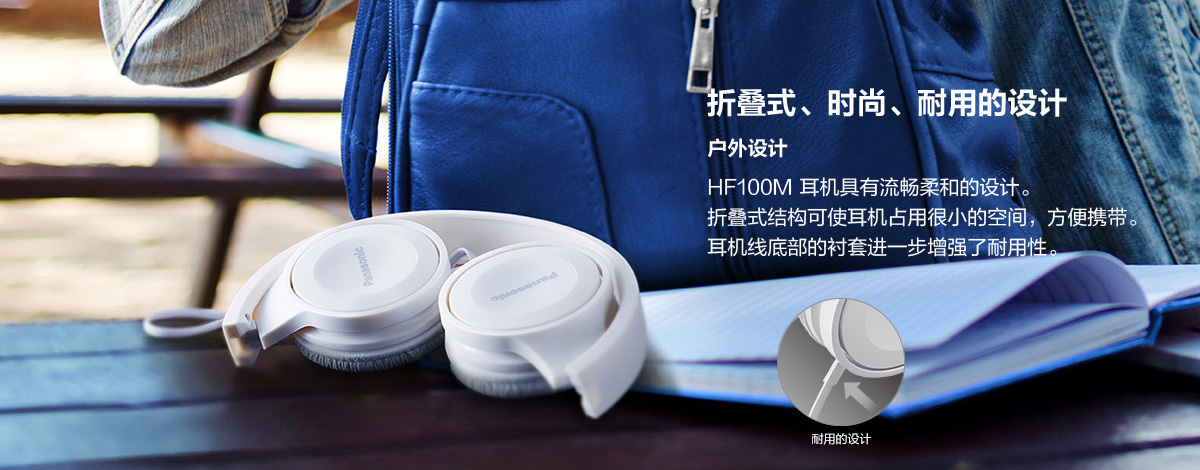 折叠式、时尚、耐用的设计
户外设计
HF100M 耳机具有流畅柔和的设计。
折叠式结构可使耳机占用很小的空间，方便携带。
耳机线底部的衬套进一步增强了耐用性。
Panasonic
Panasonic
耐用的设计